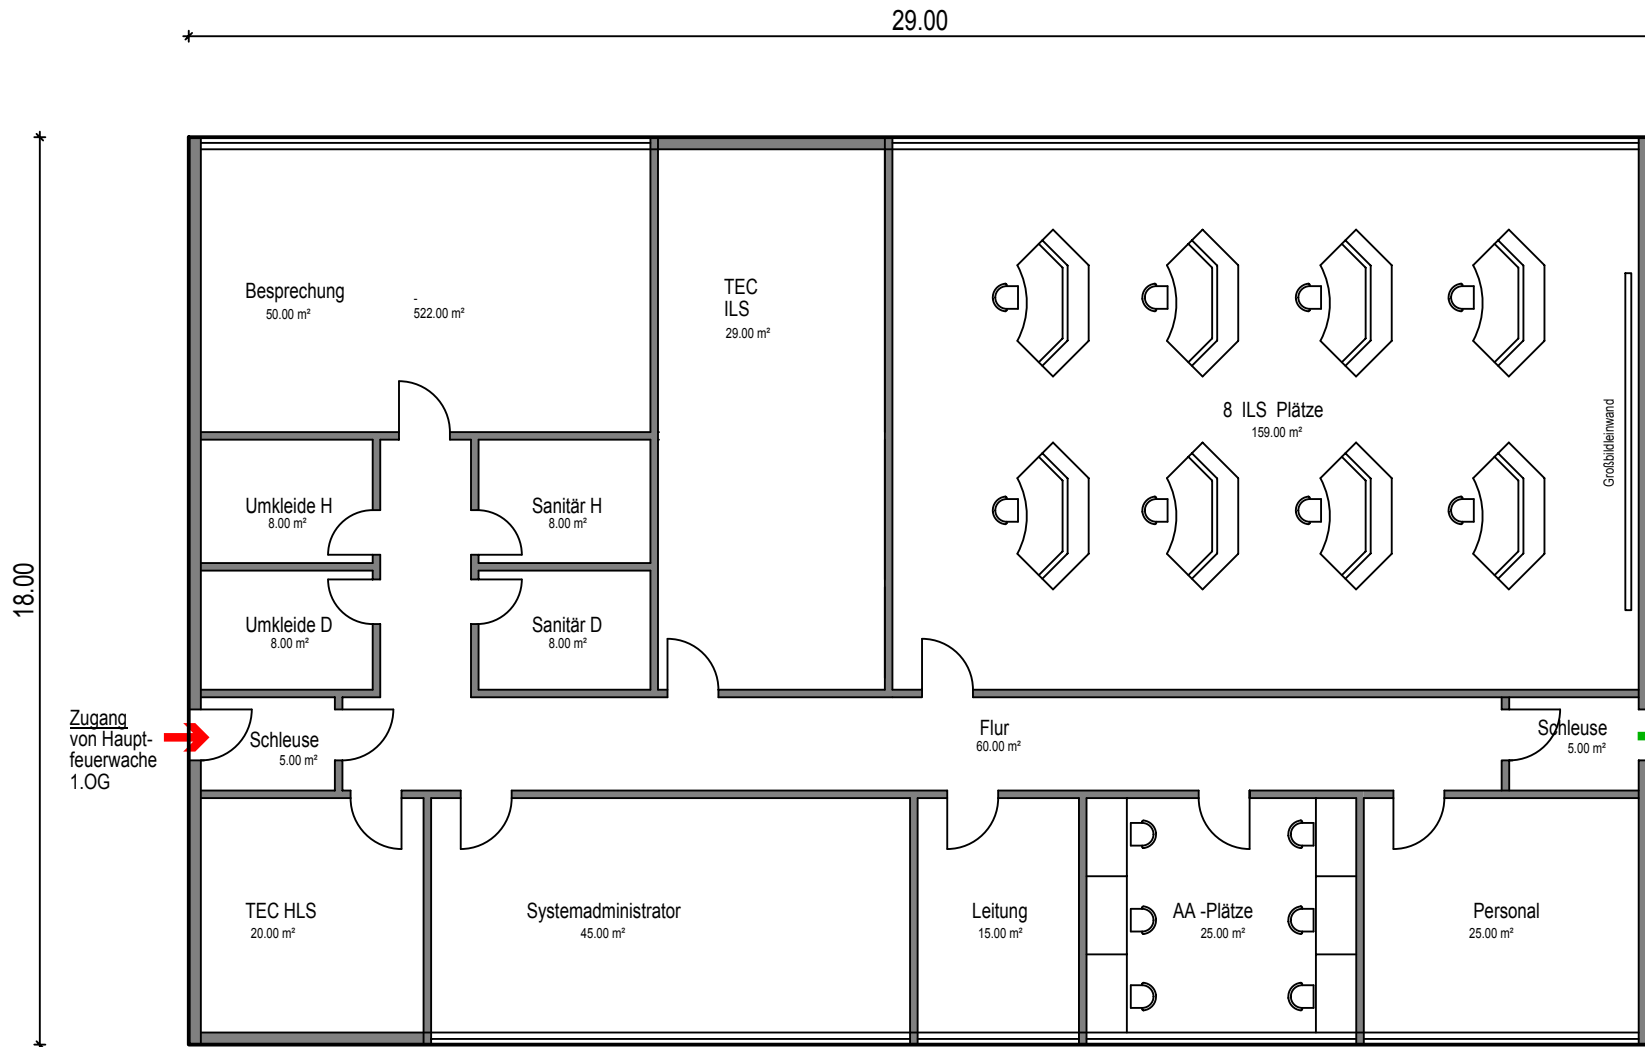 29.00
18.00
Besprechung
50.00 m²
-
522.00 m²
TEC
ILS
29.00 m²
8 ILS Plätze
159.00 m²
Großbildleinwand
Umkleide H
8.00 m²
Sanitär H
8.00 m²
Umkleide D
8.00 m²
Sanitär D
8.00 m²
Zugang
von Haupt-
feuerwache
1.OG
Schleuse
5.00 m²
Flur
60.00 m²
Schleuse
5.00 m²
TEC HLS
20.00 m²
Systemadministrator
45.00 m²
Leitung
15.00 m²
AA -Plätze
25.00 m²
Personal
25.00 m²